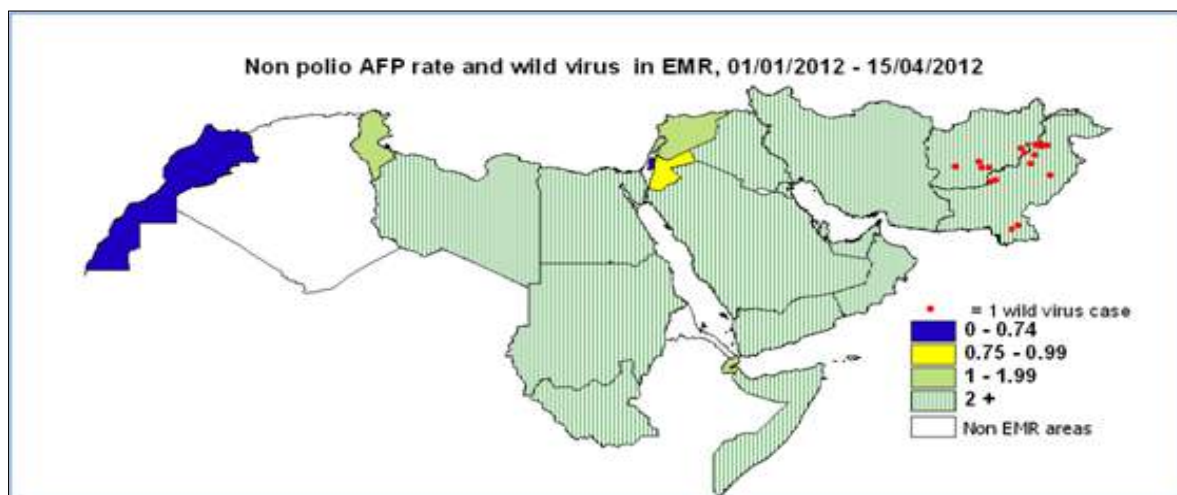 Non polio AFP rate and wild virus in EMR, 01/01/2012 - 15/04/2012
= 1 wild virus case
0 - 0.74
0.75 - 0.99
1 - 1.99
2 +
Non EMR areas